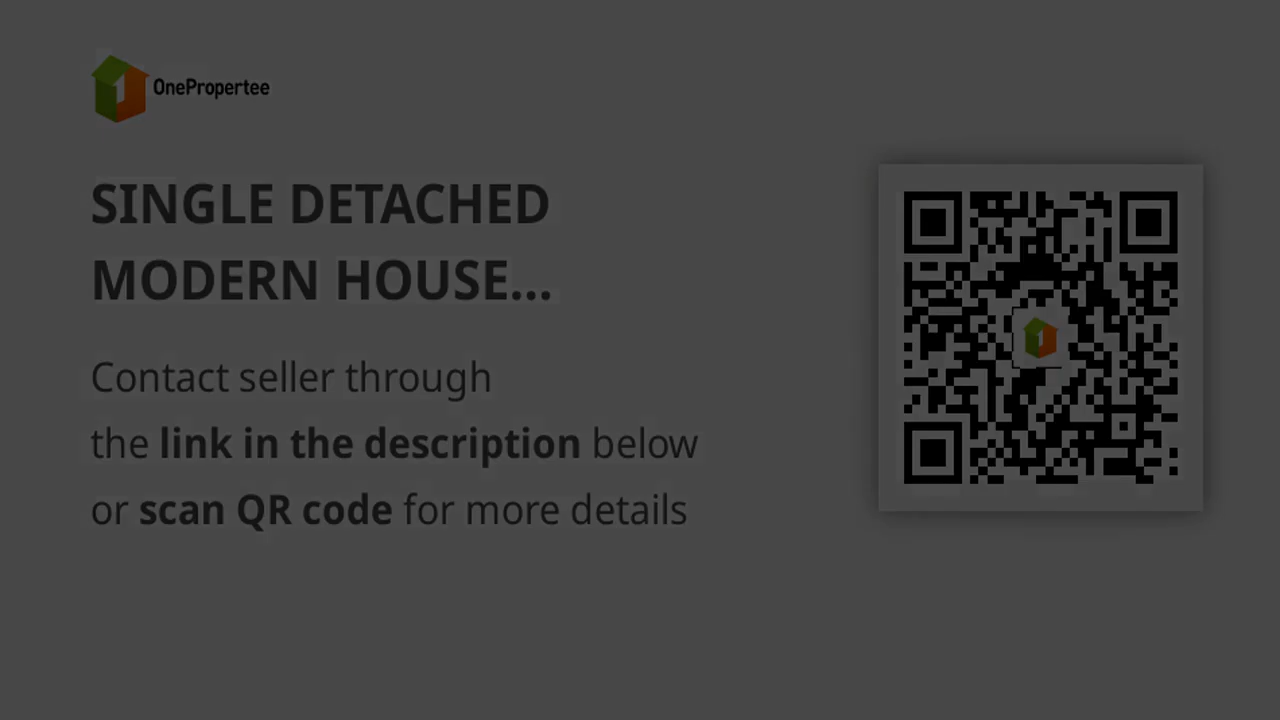 OnePropertee
SINGLE DETACHED
MODERN HOUSE...
Contact seller through
the link in the description below
or scan QR code for more details